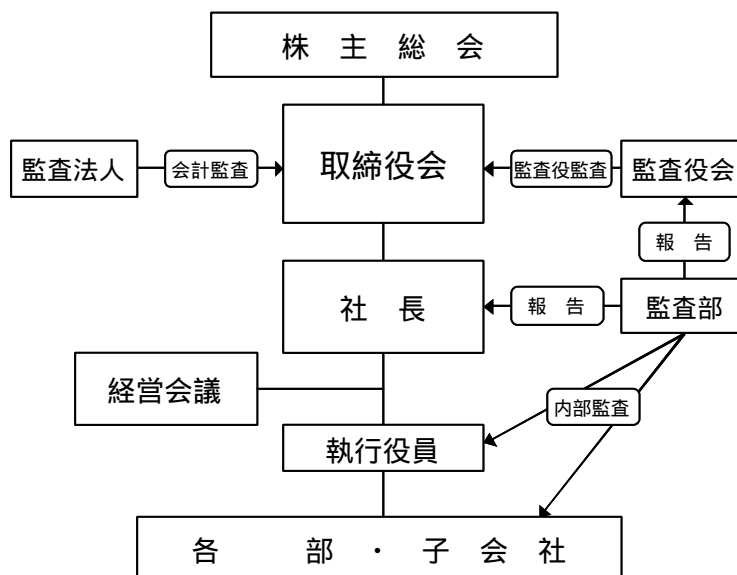 株 主 総 会
取締役会
監査法人
会計監査
監査役監査
監査役会
報 告
社 長
報 告
監査部
経営会議
内部監査
執行役員
各 部 ・ 子 会 社